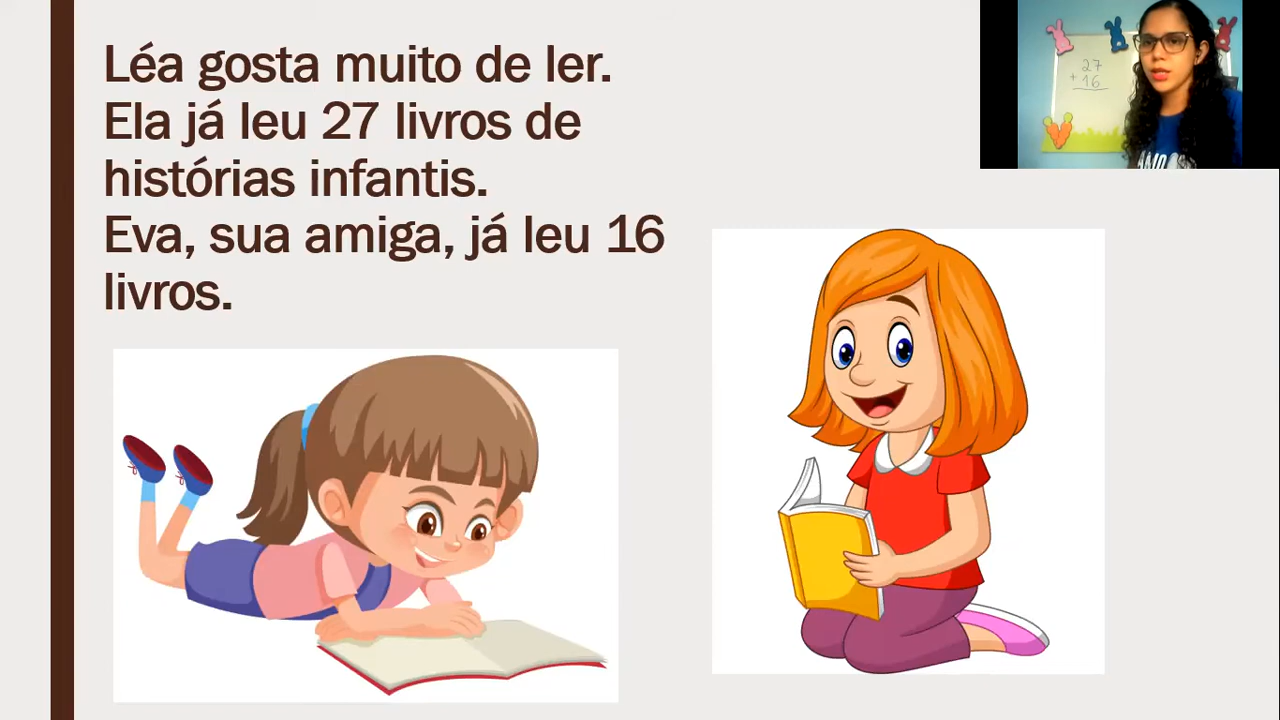 Léa gosta muito de ler.
Ela já leu 27 livros de
histórias infantis.
Eva, sua amiga, já leu 16
livros.
27
+ 16